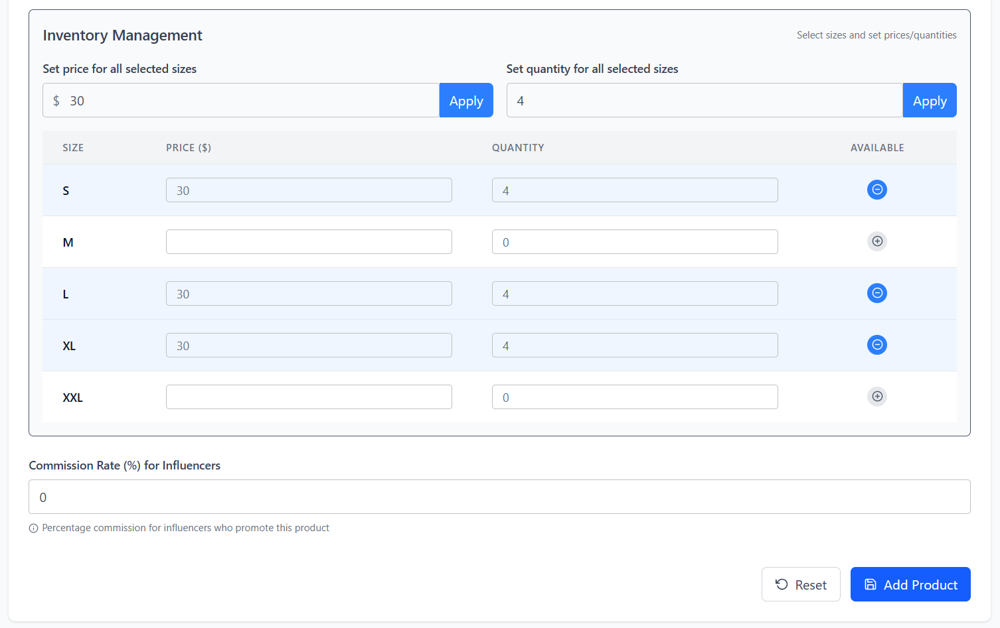 Inventory Management
Select sizes and set prices/quantities
Set price for all selected sizes
Set quantity for all selected sizes
$ 30 Apply
4 Apply
SIZE PRICE ($) QUANTITY AVAILABLE
S 30 4
M 0
L 30 4
XL 30 4
XXL 0
Commission Rate (%) for Influencers
0
Percentage commission for influencers who promote this product
Reset Add Product